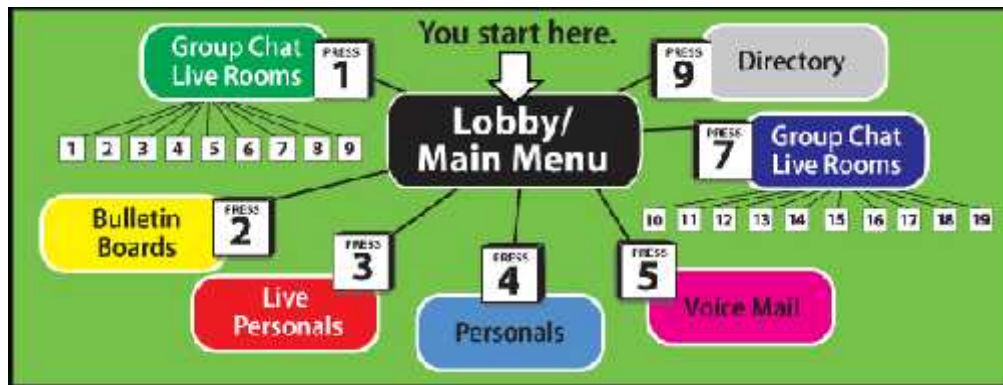 You start here.
Lobby/
Main Menu
Group Chat
Live Rooms
PRESS
1
1 2 3 4 5 6 7 8 9
Bulletin
Boards
PRESS
2
Live
Personals
PRESS
3
Personals
PRESS
4
Voice Mail
PRESS
5
Group Chat
Live Rooms
PRESS
7
10 11 12 13 14 15 16 17 18 19
Directory
PRESS
9